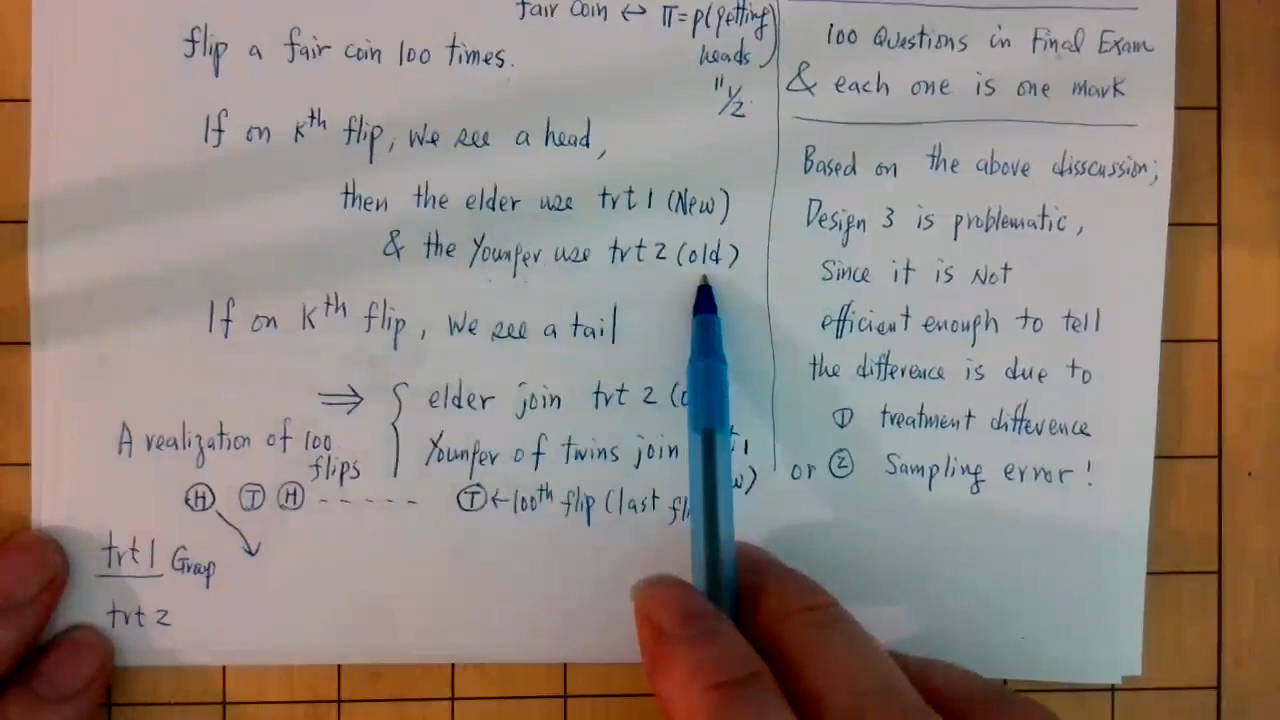 fair coin ↔ π = p(getting
heads)
"
1/2
flip a fair coin 100 times.
If on Kth flip, we see a head,
then the elder use trt 1 (New)
& the Younger use trt 2 (old)
If on Kth flip, we see a tail
⇒ { elder join trt 2 (
Younger of twins join
A realization of 100
flips
Ⓗ Ⓣ Ⓗ ------ Ⓣ ← 100th flip (last
trt 1 Group
trt 2
100 Questions in Final Exam
& each one is one mark
Based on the above disscussion;
Design 3 is problematic,
Since it is Not
efficient enough to tell
the difference is due to
① treatment difference
or ② Sampling error!